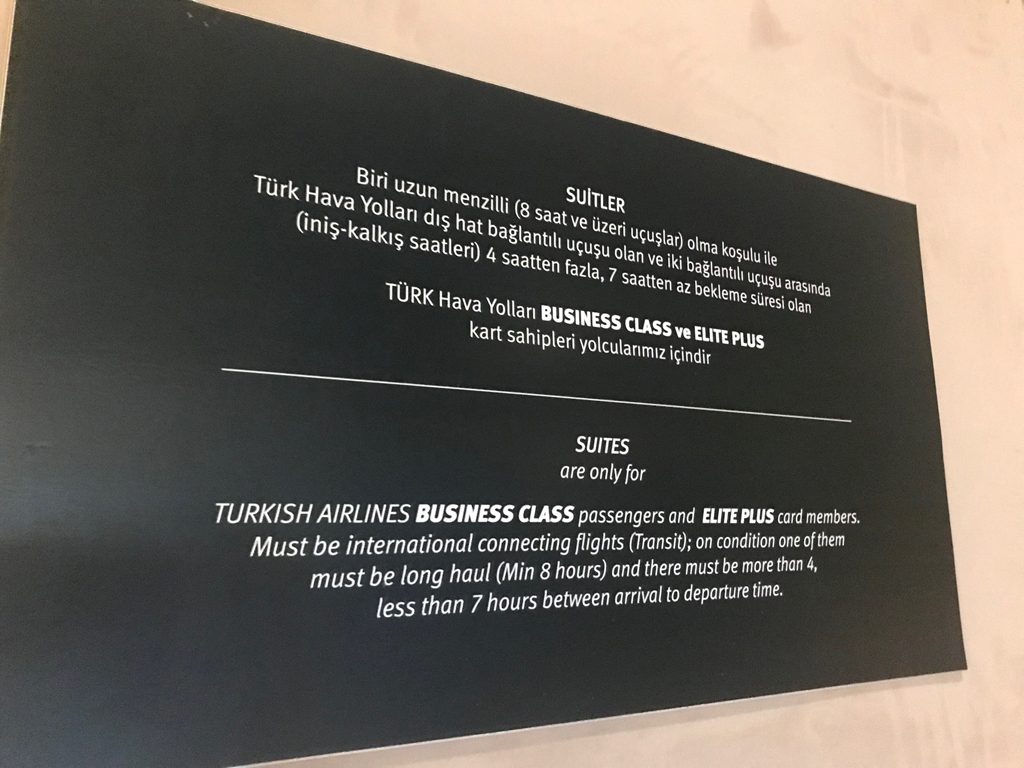 SUİTLER
Biri uzun menzilli (8 saat ve üzeri uçuşlar) olma koşulu ile
Türk Hava Yolları dış hat bağlantılı uçuşu olan ve iki bağlantılı uçuşu arasında
(iniş-kalkış saatleri) 4 saatten fazla, 7 saatten az bekleme süresi olan
TÜRK Hava Yolları BUSINESS CLASS ve ELITE PLUS
kart sahipleri yolcularımız içindir
SUITES
are only for
TURKISH AIRLINES BUSINESS CLASS passengers and ELITE PLUS card members.
Must be international connecting flights (Transit); on condition one of them
must be long haul (Min 8 hours) and there must be more than 4,
less than 7 hours between arrival to departure time.